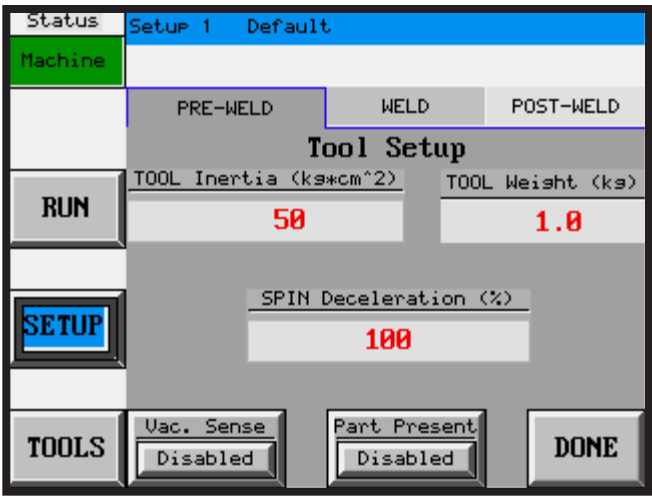 Status
Setup 1 Default
Machine
PRE-WELD WELD POST-WELD
Tool Setup
TOOL Inertia (kg*cm^2) TOOL Weight (kg)
RUN
50 1.0
SPIN Deceleration (%)
SETUP
100
Vac. Sense Part Present
TOOLS
Disabled Disabled
DONE